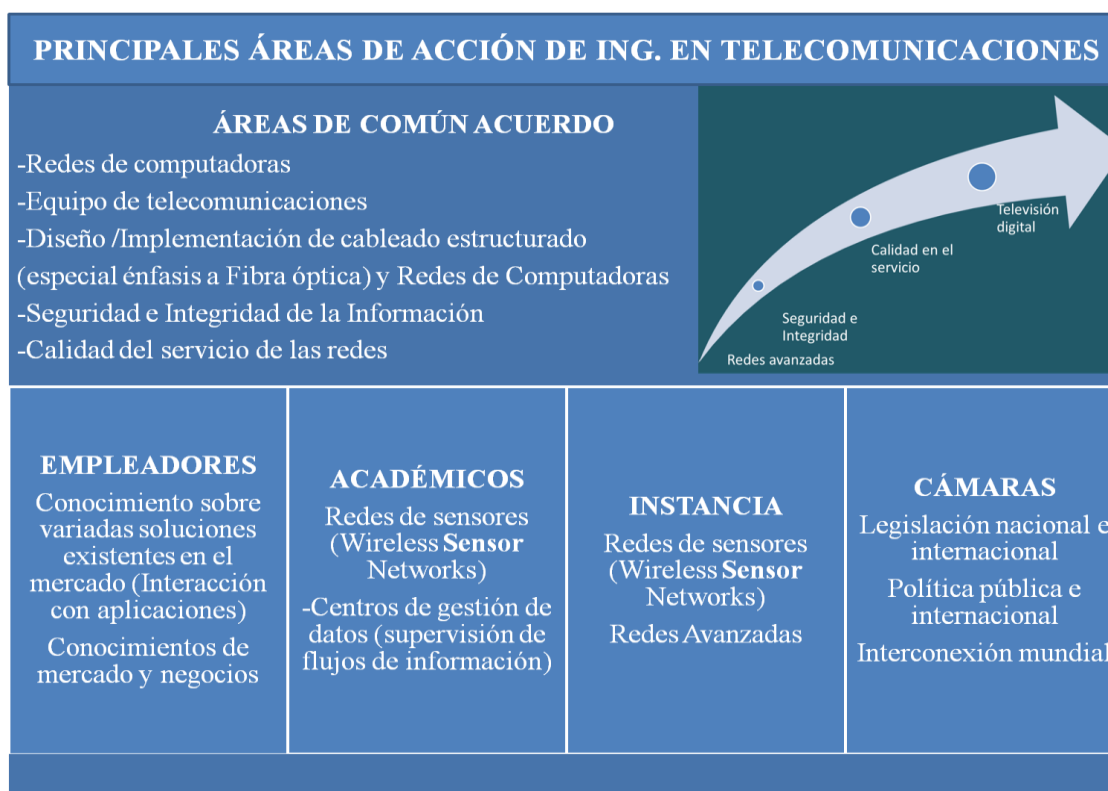 PRINCIPALES ÁREAS DE ACCIÓN DE ING. EN TELECOMUNICACIONES
ÁREAS DE COMÚN ACUERDO
-Redes de computadoras
-Equipo de telecomunicaciones
-Diseño /Implementación de cableado estructurado
(especial énfasis a Fibra óptica) y Redes de Computadoras
-Seguridad e Integridad de la Información
-Calidad del servicio de las redes
Televisión
digital
Calidad en el
servicio
Seguridad e
Integridad
Redes avanzadas
EMPLEADORES
Conocimiento sobre
variadas soluciones
existentes en el
mercado (Interacción
con aplicaciones)
Conocimientos de
mercado y negocios
ACADÉMICOS
Redes de sensores
(Wireless Sensor
Networks)
-Centros de gestión de
datos (supervisión de
flujos de información)
INSTANCIA
Redes de sensores
(Wireless Sensor
Networks)
Redes Avanzadas
CÁMARAS
Legislación nacional e
internacional
Política pública e
internacional
Interconexión mundial